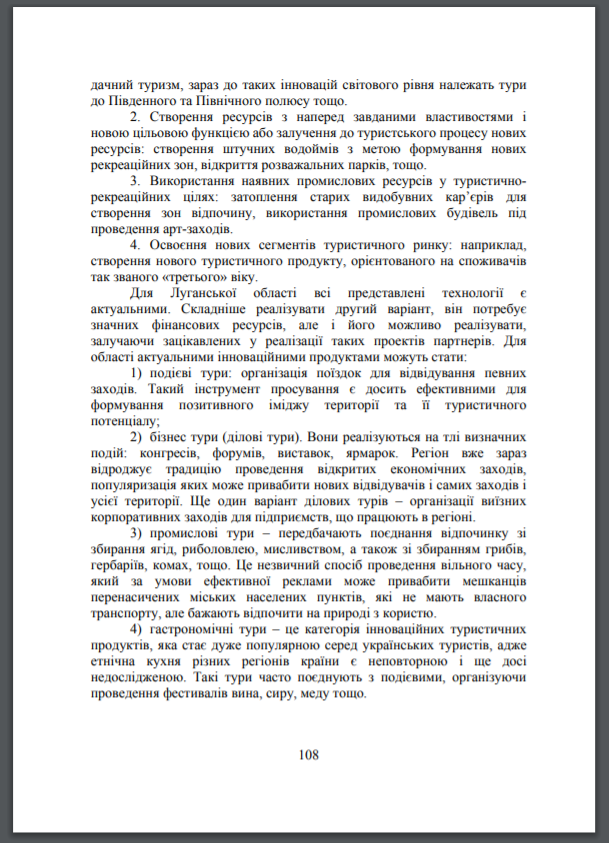 дачний туризм, зараз до таких інновацій світового рівня належать тури
до Південного та Північного полюсу тощо.
2. Створення ресурсів з наперед завданими властивостями і
новою цільовою функцією або залучення до туристського процесу нових
ресурсів: створення штучних водоймів з метою формування нових
рекреаційних зон, відкриття розважальних парків, тощо.
3. Використання наявних промислових ресурсів у туристично-
рекреаційних цілях: затоплення старих видобувних кар’єрів для
створення зон відпочину, використання промислових будівель під
проведення арт-заходів.
4. Освоєння нових сегментів туристичного ринку: наприклад,
створення нового туристичного продукту, орієнтованого на споживачів
так званого «третього» віку.
Для Луганської області всі представлені технології є
актуальними. Складніше реалізувати другий варіант, він потребує
значних фінансових ресурсів, але і його можливо реалізувати,
залучаючи зацікавлених у реалізації таких проектів партнерів. Для
області актуальними інноваційними продуктами можуть стати:
1) подієві тури: організація поїздок для відвідування певних
заходів. Такий інструмент просування є досить ефективними для
формування позитивного іміджу території та її туристичного
потенціалу;
2) бізнес тури (ділові тури). Вони реалізуються на тлі визначних
подій: конгресів, форумів, виставок, ярмарок. Регіон вже зараз
відроджує традицію проведення відкритих економічних заходів,
популяризація яких може привабити нових відвідувачів і самих заходів і
усієї території. Ще один варіант ділових турів – організації виїзних
корпоративних заходів для підприємств, що працюють в регіоні.
3) промислові тури – передбачають поєднання відпочинку зі
збирання ягід, риболовлею, мисливством, а також зі збиранням грибів,
гербаріїв, комах, тощо. Це незвичний спосіб проведення вільного часу,
який за умови ефективної реклами може привабити мешканців
перенасичених міських населених пунктів, які не мають власного
транспорту, але бажають відпочити на природі з користю.
4) гастрономічні тури – це категорія інноваційних туристичних
продуктів, яка стає дуже популярною серед українських туристів, адже
етнічна кухня різних регіонів країни є неповторною і ще досі
недослідженою. Такі тури часто поєднують з подієвими, організуючи
проведення фестивалів вина, сиру, меду тощо.
108